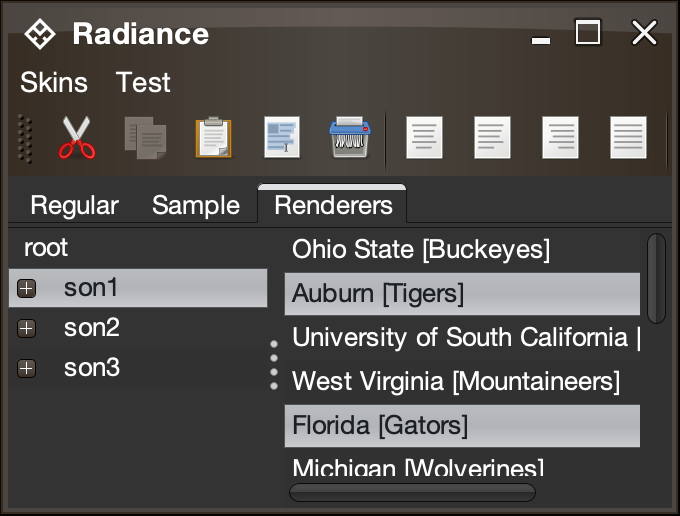 Radiance
Skins Test
Regular Sample Renderers
root
son1
son2
son3
Ohio State [Buckeyes]
Auburn [Tigers]
University of South California [
West Virginia [Mountaineers]
Florida [Gators]
Michigan [Wolverines]